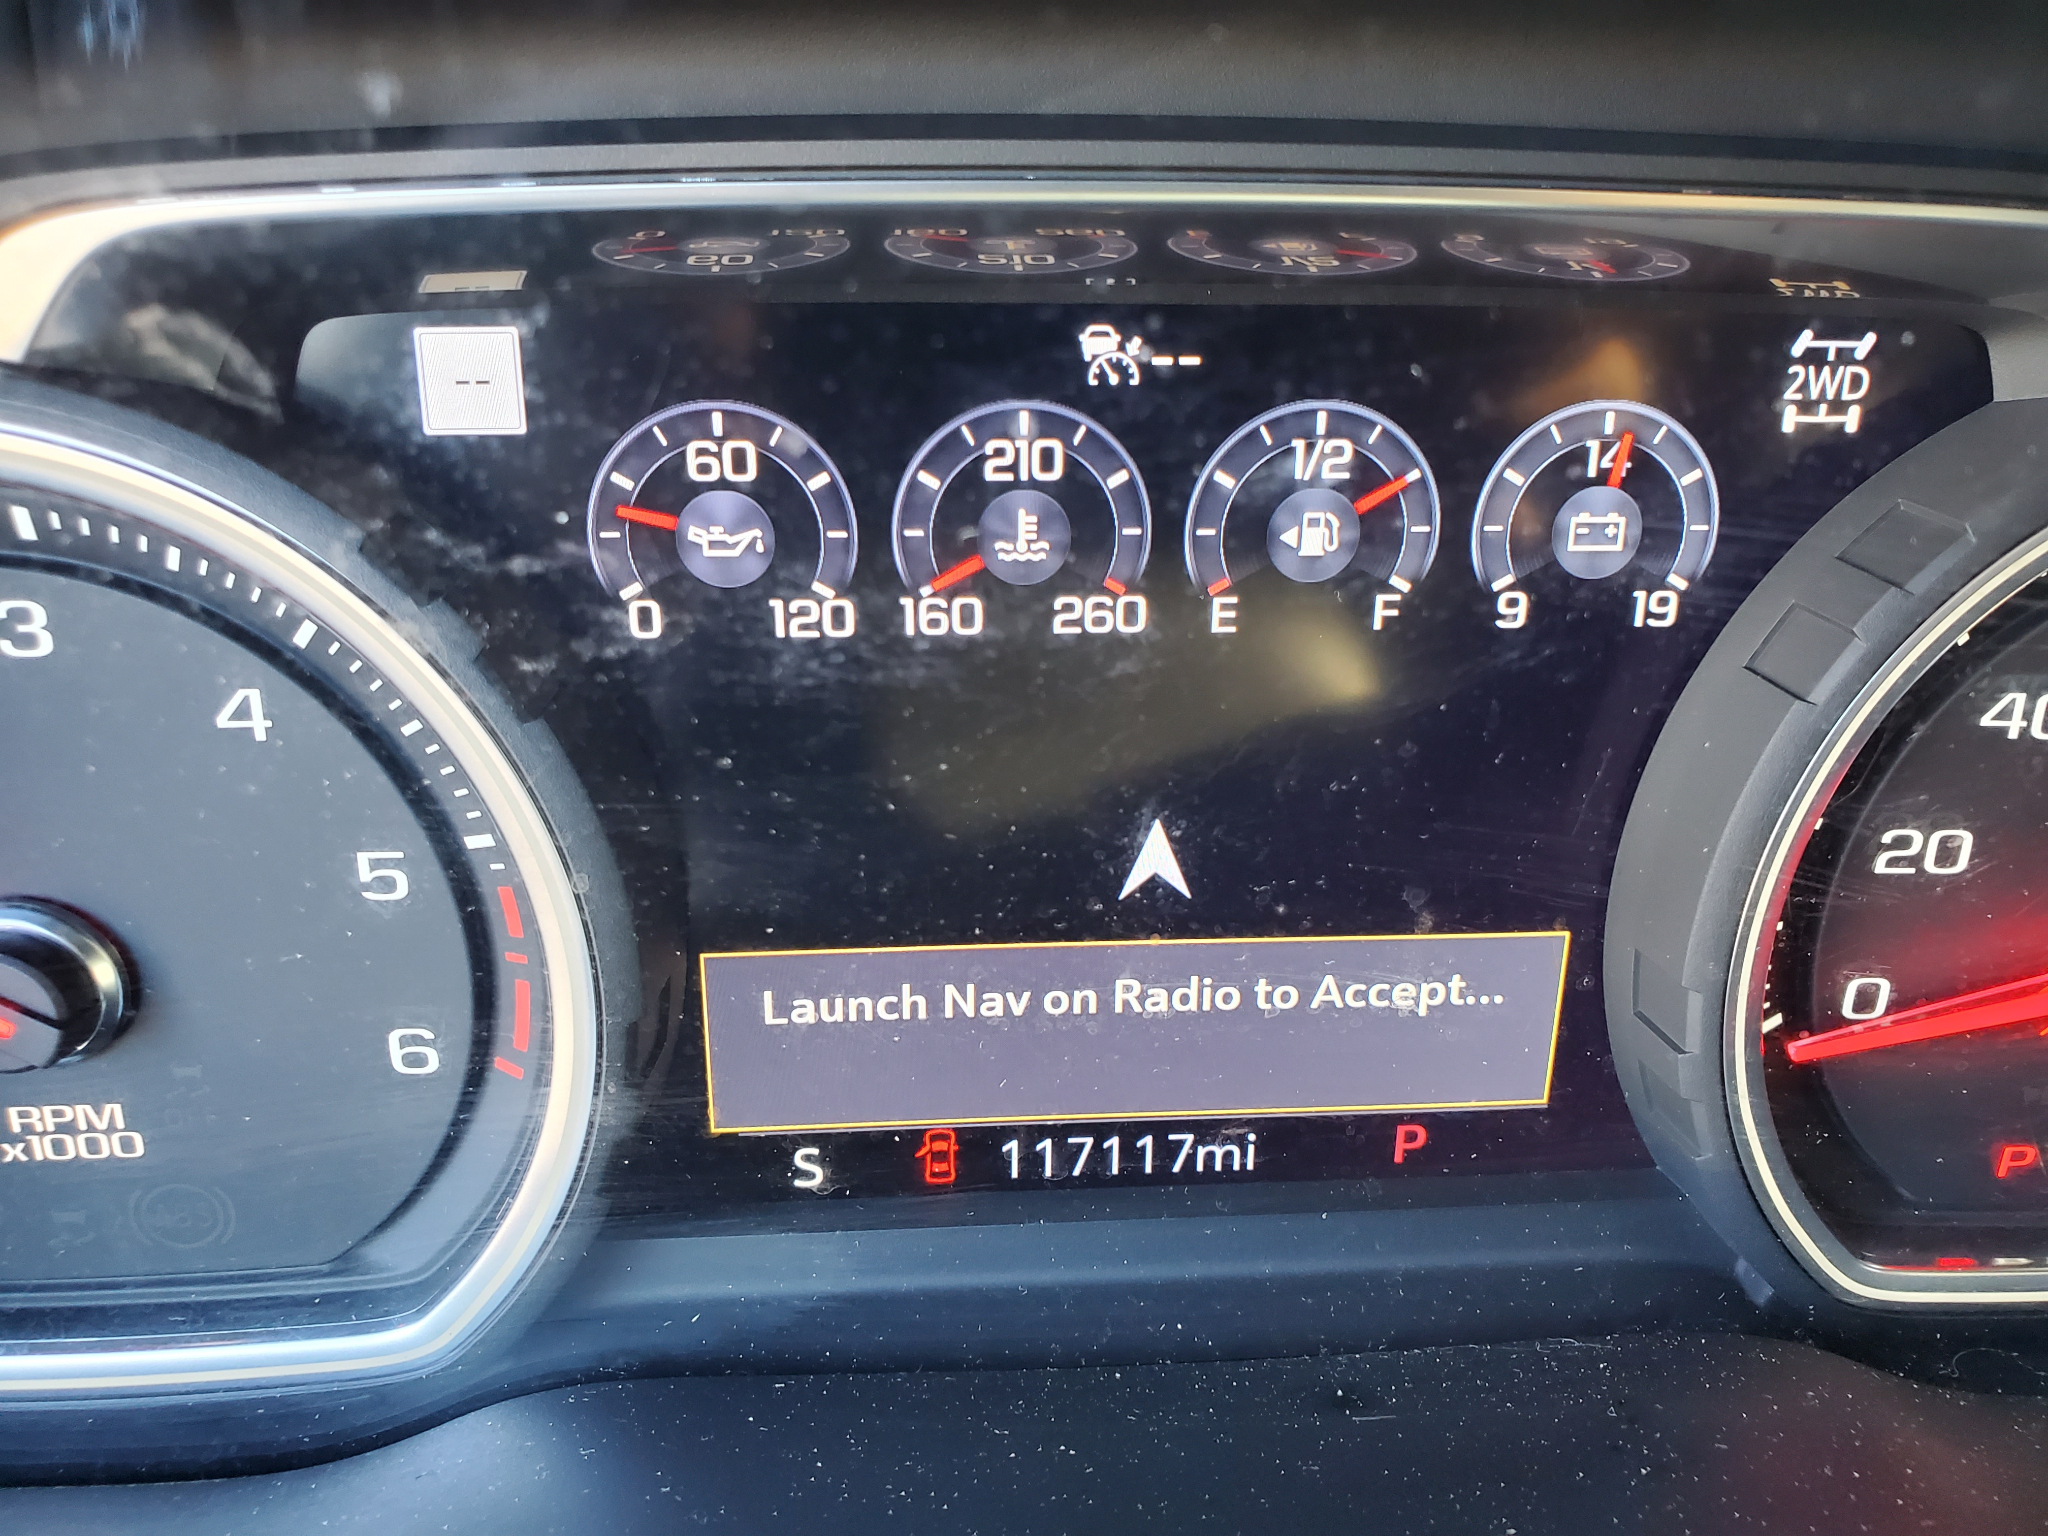 --
--
2WD
60
0 120
210
160 260
1/2
E F
14
9 19
3
4
5
6
RPM
x1000
Launch Nav on Radio to Accept...
S 117117mi P
20
0
P